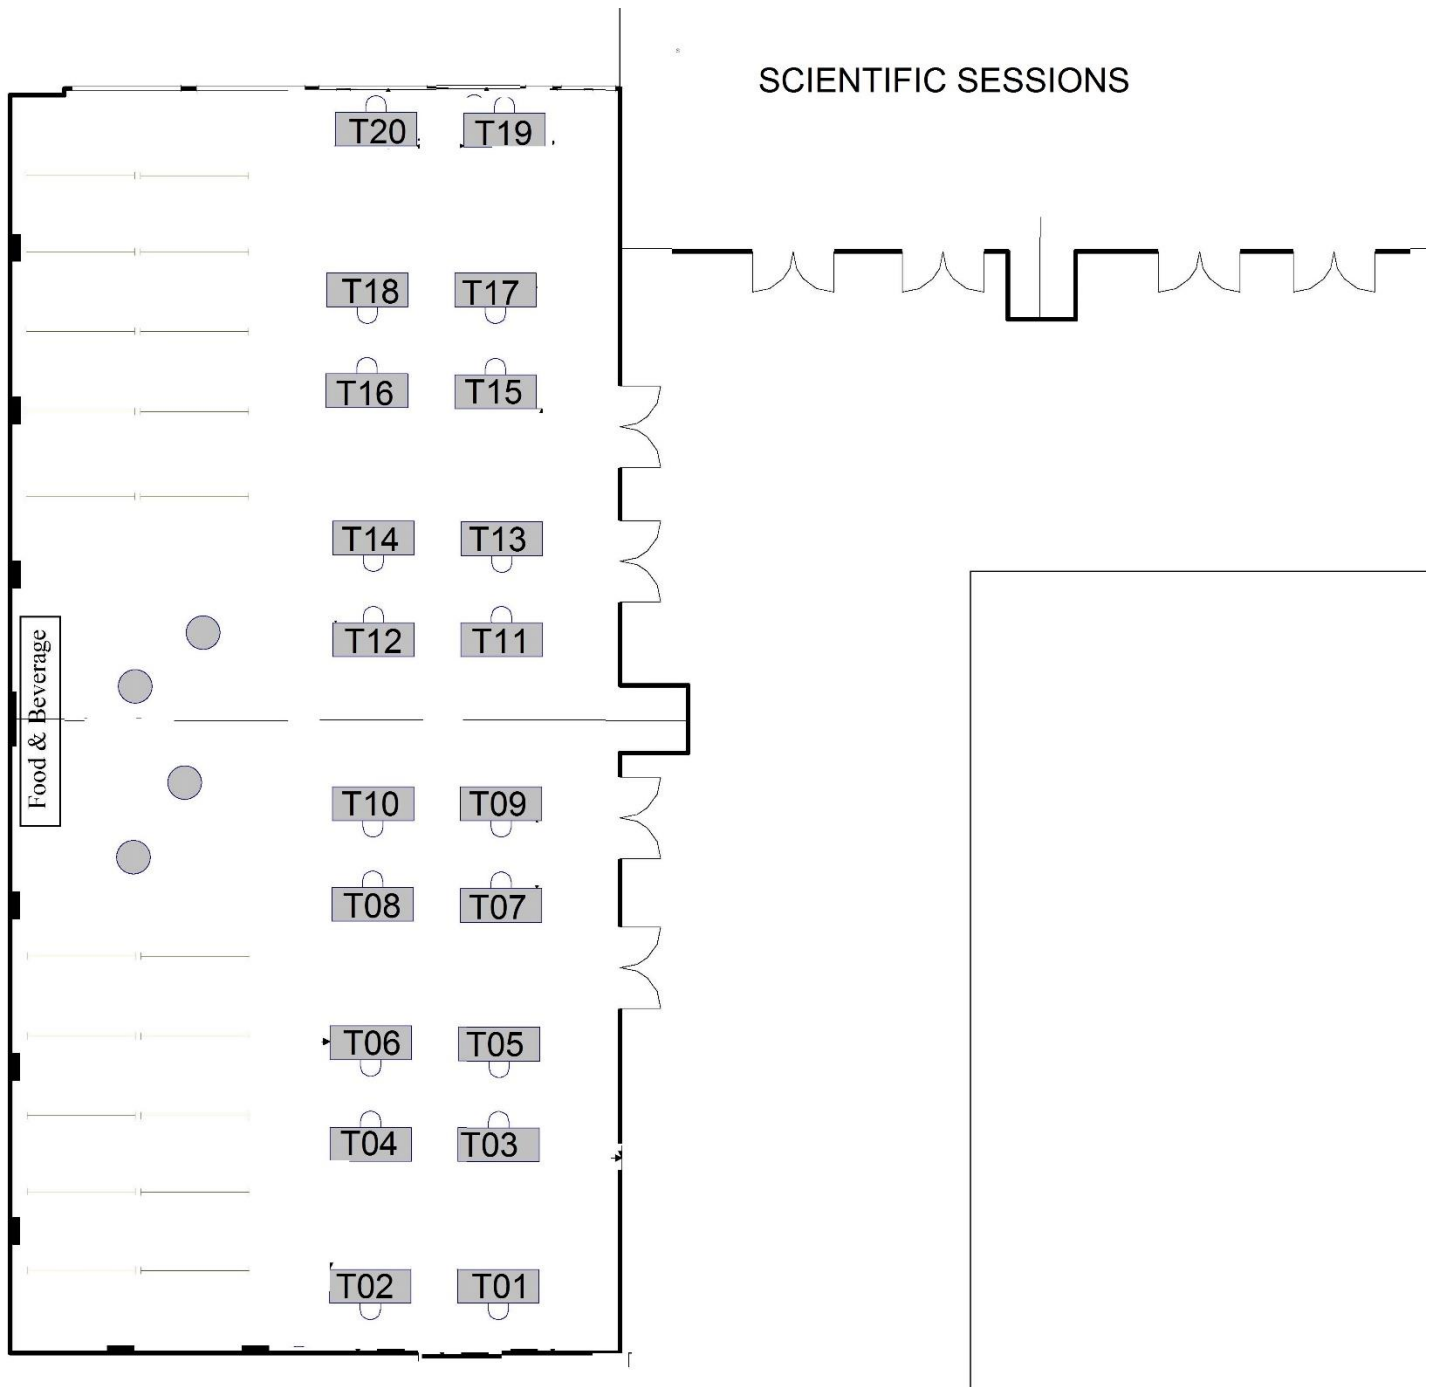 SCIENTIFIC SESSIONS
T20 T19
T18 T17
T16 T15
T14 T13
T12 T11
Food & Beverage
T10 T09
T08 T07
T06 T05
T04 T03
T02 T01